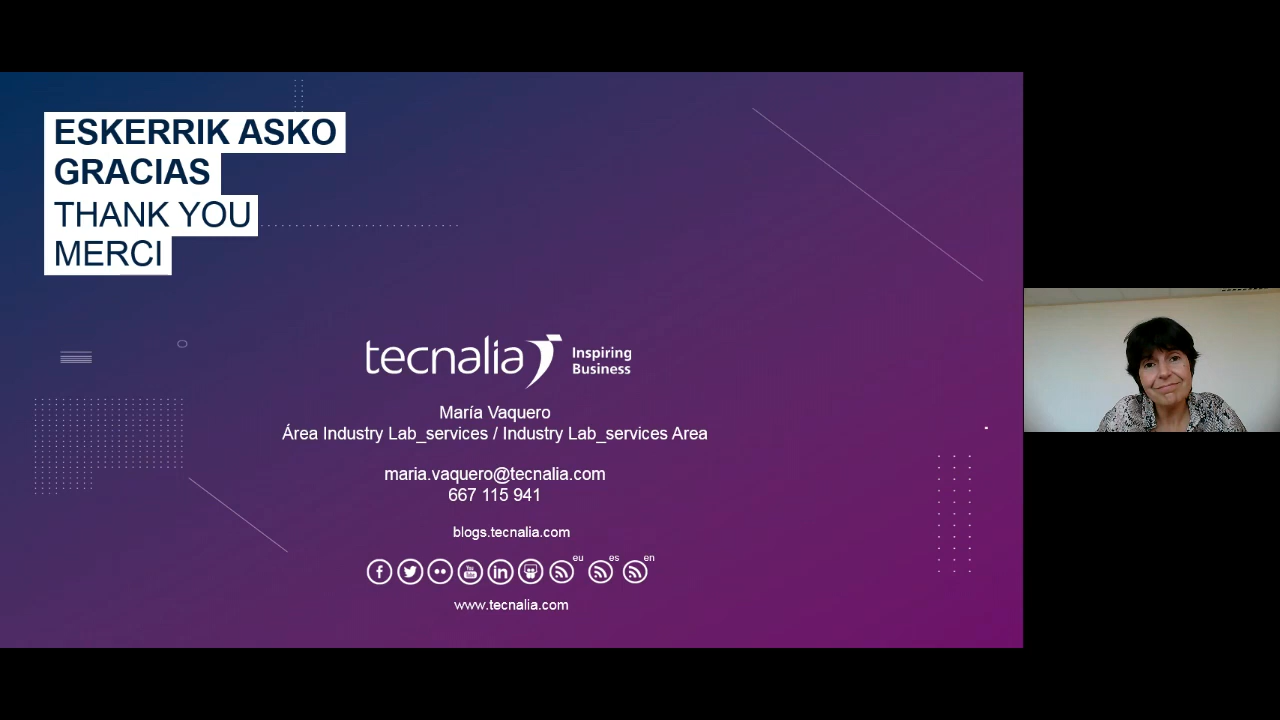 ESKERRIK ASKO
GRACIAS
THANK YOU
MERCI
tecnalia
Inspiring
Business
María Vaquero
Área Industry Lab_services / Industry Lab_services Area
maria.vaquero@tecnalia.com
667 115 941
blogs.tecnalia.com
eu es en
www.tecnalia.com